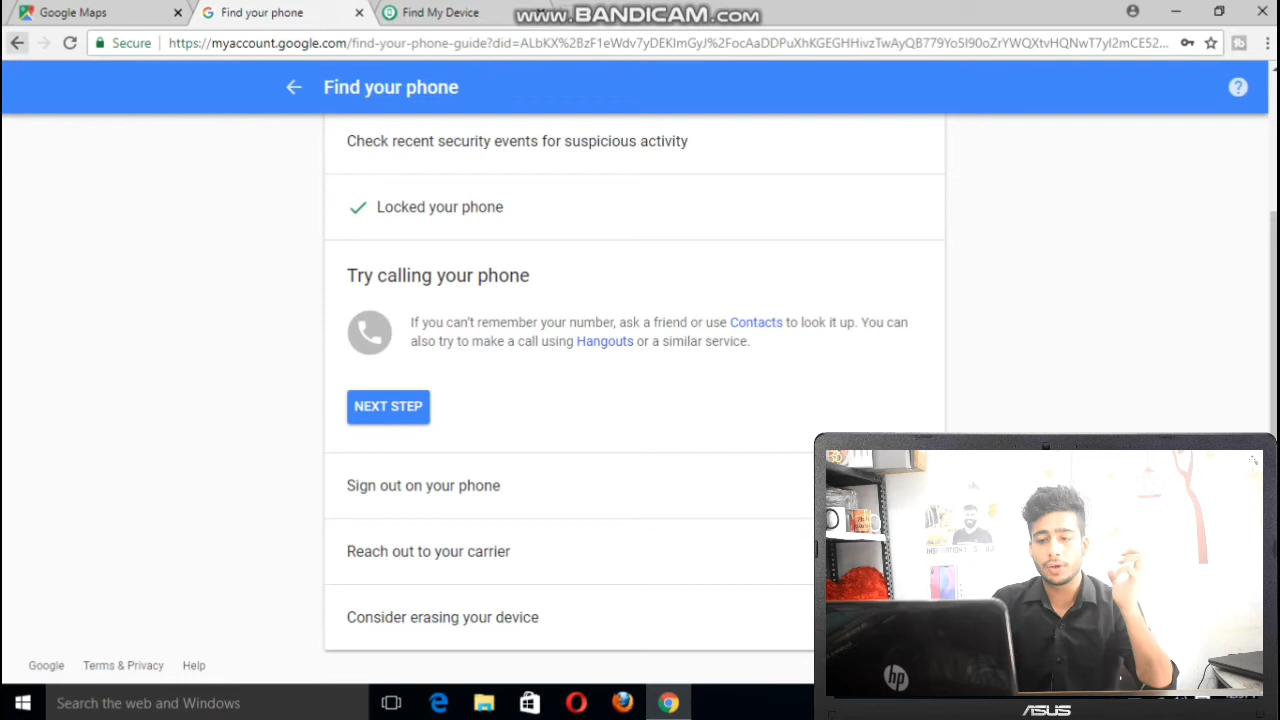 Google Maps
Find your phone
Find My Device
www.BANDICAM.com
Secure
https://myaccount.google.com/find-your-phone-guide?did=ALbKX%2BzF1eWdv7yDEKlmGyJ%2FocAaDDPuXhKGEGHHivzTwAyQB779Yo5l90oZrYWQXtvHQNwT7yl2mCE52...
Find your phone
Check recent security events for suspicious activity
Locked your phone
Try calling your phone
If you can't remember your number, ask a friend or use Contacts to look it up. You can
also try to make a call using Hangouts or a similar service.
NEXT STEP
Sign out on your phone
Reach out to your carrier
Consider erasing your device
Google
Terms & Privacy
Help
Search the web and Windows
hp
ASUS